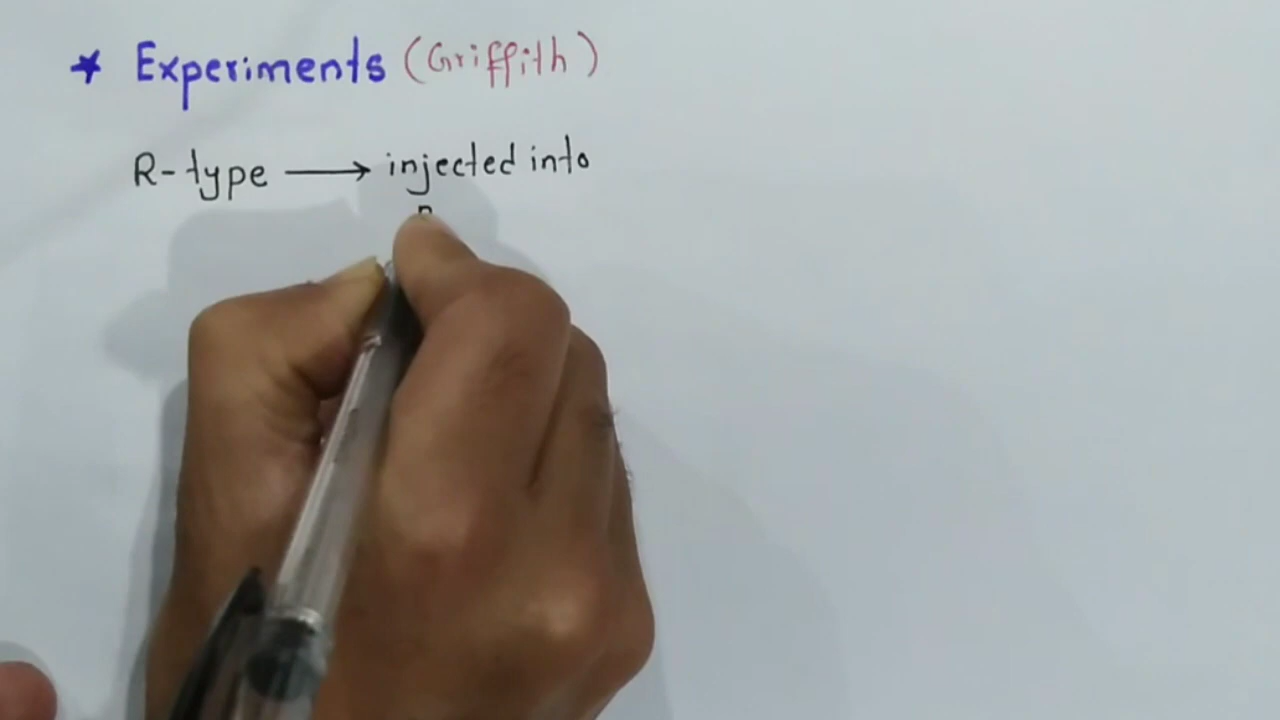 ★ Experiments (Griffith)
R-type ⟶ injected into